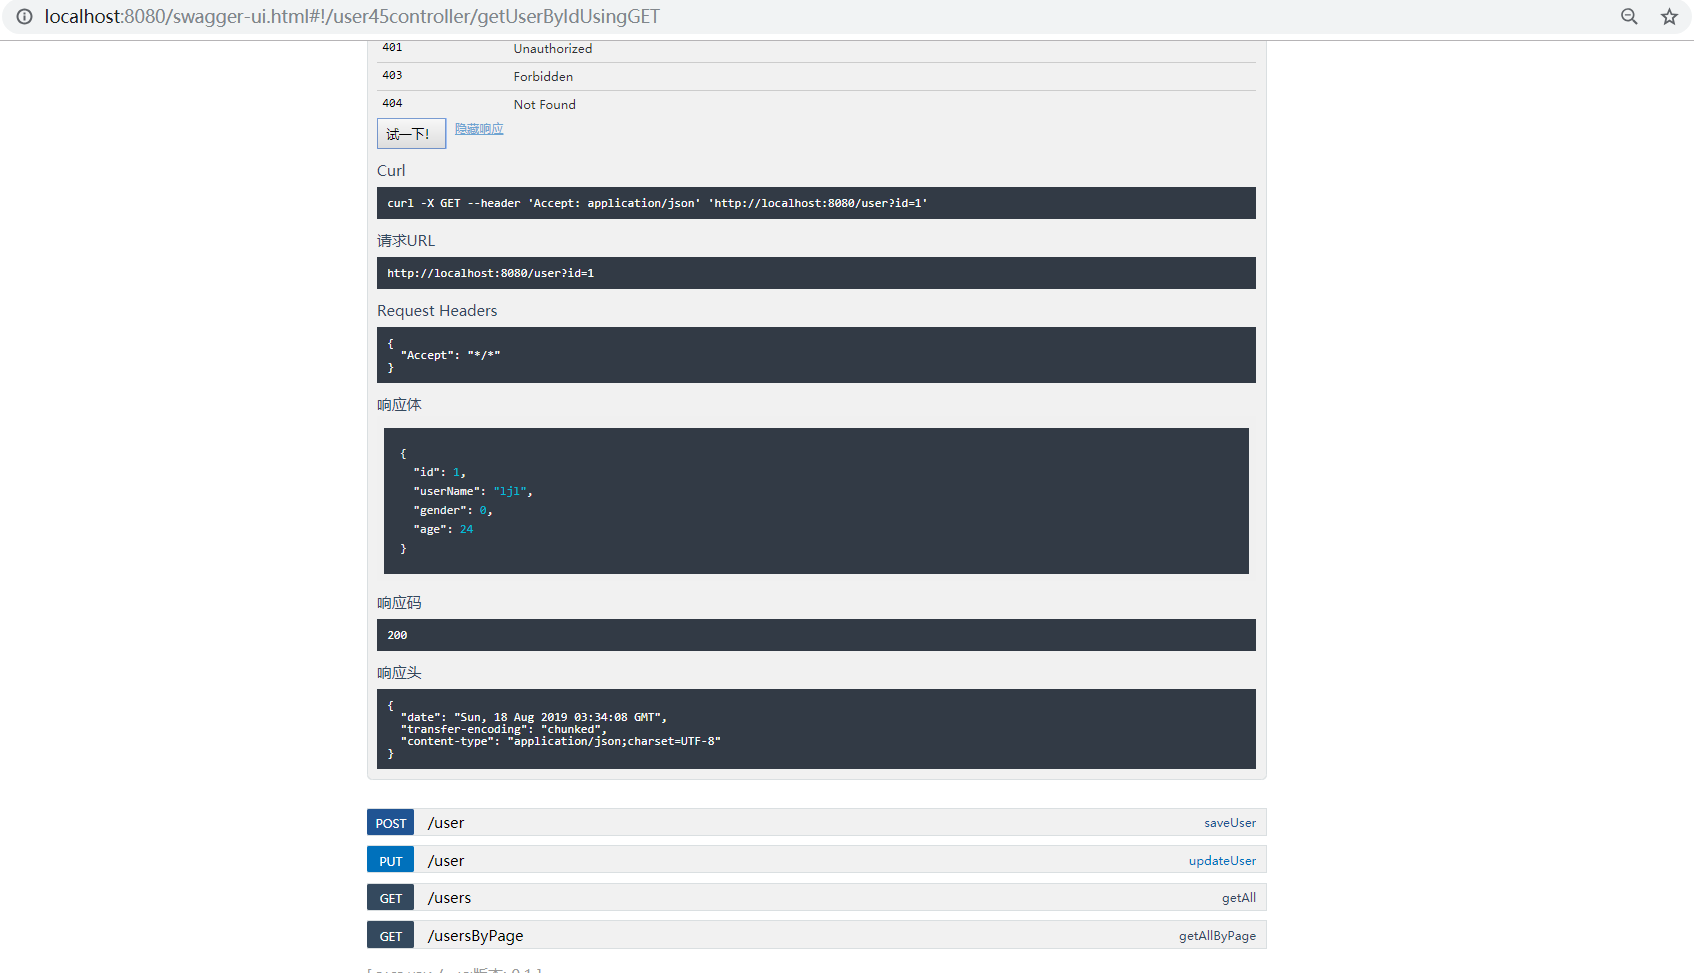 localhost:8080/swagger-ui.html#!/user45controller/getUserByIdUsingGET
401 Unauthorized
403 Forbidden
404 Not Found
试一下! 隐藏响应
Curl
curl -X GET --header 'Accept: application/json' 'http://localhost:8080/user?id=1'
请求URL
http://localhost:8080/user?id=1
Request Headers
{
"Accept": "*/*"
}
响应体
{
"id": 1,
"userName": "ljl",
"gender": 0,
"age": 24
}
响应码
200
响应头
{
"date": "Sun, 18 Aug 2019 03:34:08 GMT",
"transfer-encoding": "chunked",
"content-type": "application/json;charset=UTF-8"
}
POST /user saveUser
PUT /user updateUser
GET /users getAll
GET /usersByPage getAllByPage